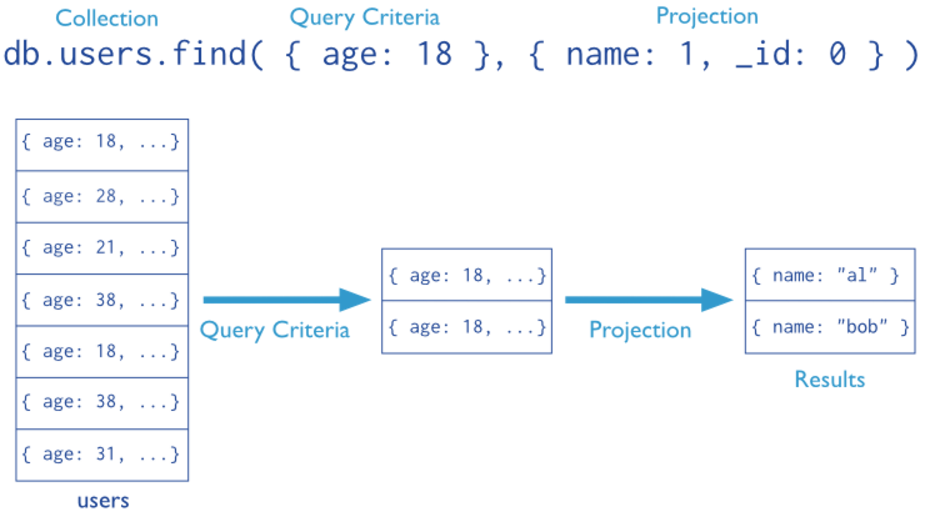 Collection Query Criteria Projection
db.users.find( { age: 18 }, { name: 1, _id: 0 } )
{ age: 18, ...}
{ age: 28, ...}
{ age: 21, ...}
{ age: 38, ...}
{ age: 18, ...}
{ age: 38, ...}
{ age: 31, ...}
users
Query Criteria
{ age: 18, ...}
{ age: 18, ...}
Projection
{ name: "al" }
{ name: "bob" }
Results